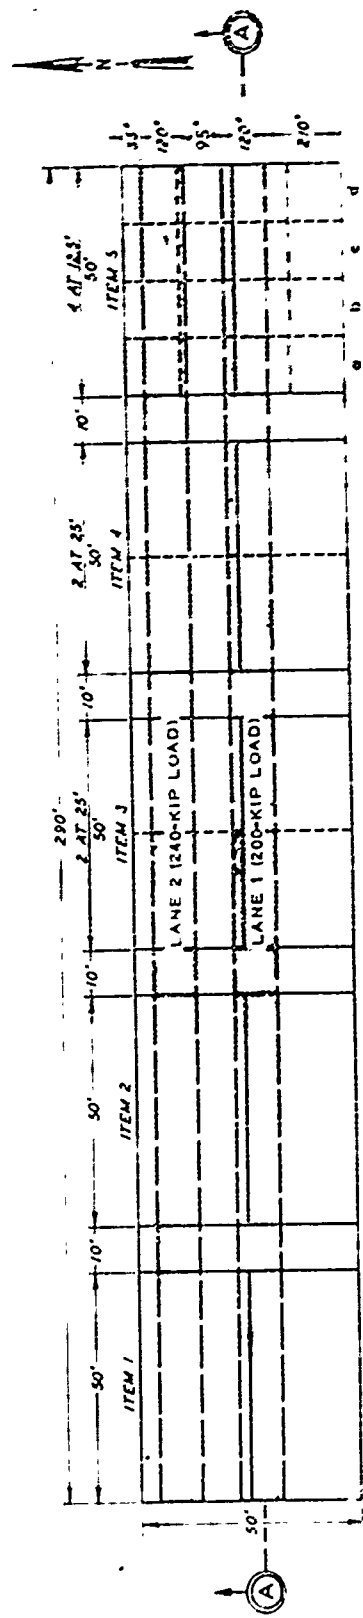 290'
50'
10'
50'
10'
2 AT 25'
50'
10'
2 AT 25'
50'
10'
4 AT 12.5'
50'
ITEM 1
ITEM 2
ITEM 3
ITEM 4
ITEM 5
N
A
A
50'
LANE 2 (240-KIP LOAD)
LANE 1 (200-KIP LOAD)
120"
95"
120"
210"
a
b
c
d